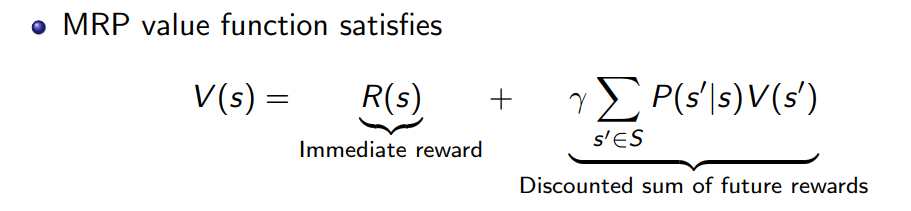 MRP value function satisfies
V(s) = R(s) + γ ∑ P(s′|s)V(s′)
s′∈S
Immediate reward
Discounted sum of future rewards